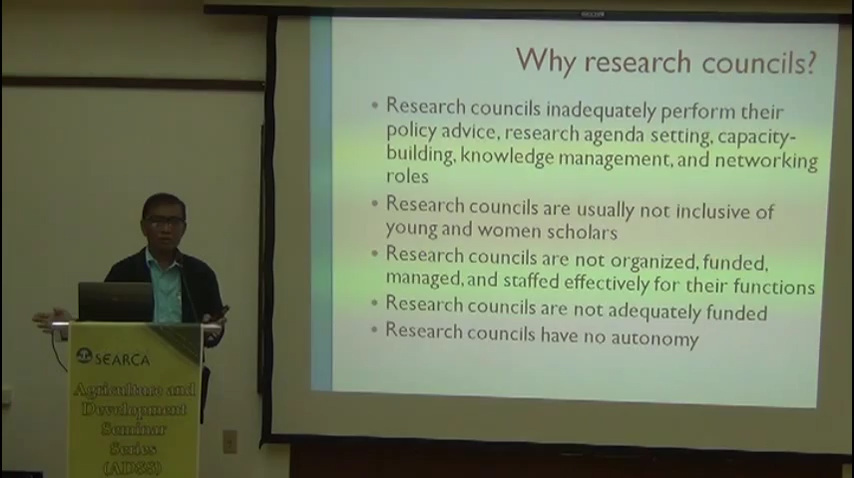 Why research councils?
• Research councils inadequately perform their
policy advice, research agenda setting, capacity-
building, knowledge management, and networking
roles
• Research councils are usually not inclusive of
young and women scholars
• Research councils are not organized, funded,
managed, and staffed effectively for their functions
• Research councils are not adequately funded
• Research councils have no autonomy
SEARCA
Agriculture and
Development
Seminar
Series
(ADSS)